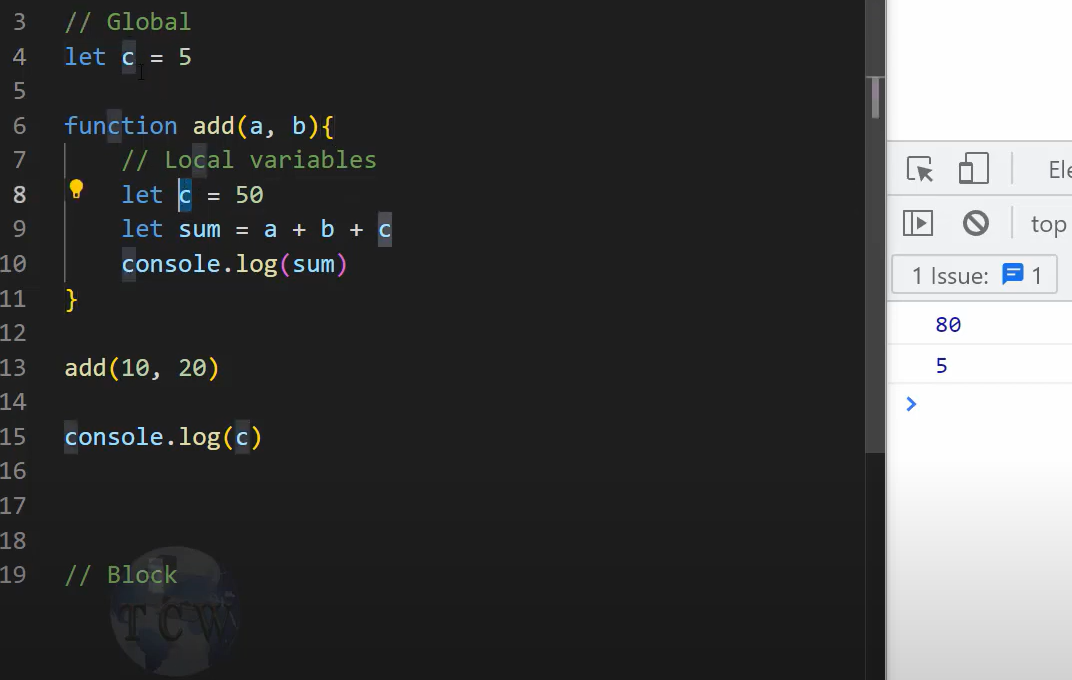 3 // Global
4 let c = 5
5
6 function add(a, b){
7 // Local variables
8 let c = 50
9 let sum = a + b + c
10 console.log(sum)
11 }
12
13 add(10, 20)
14
15 console.log(c)
16
17
18
19 // Block
TCW
Ele
top
1 Issue: 1
80
5
>